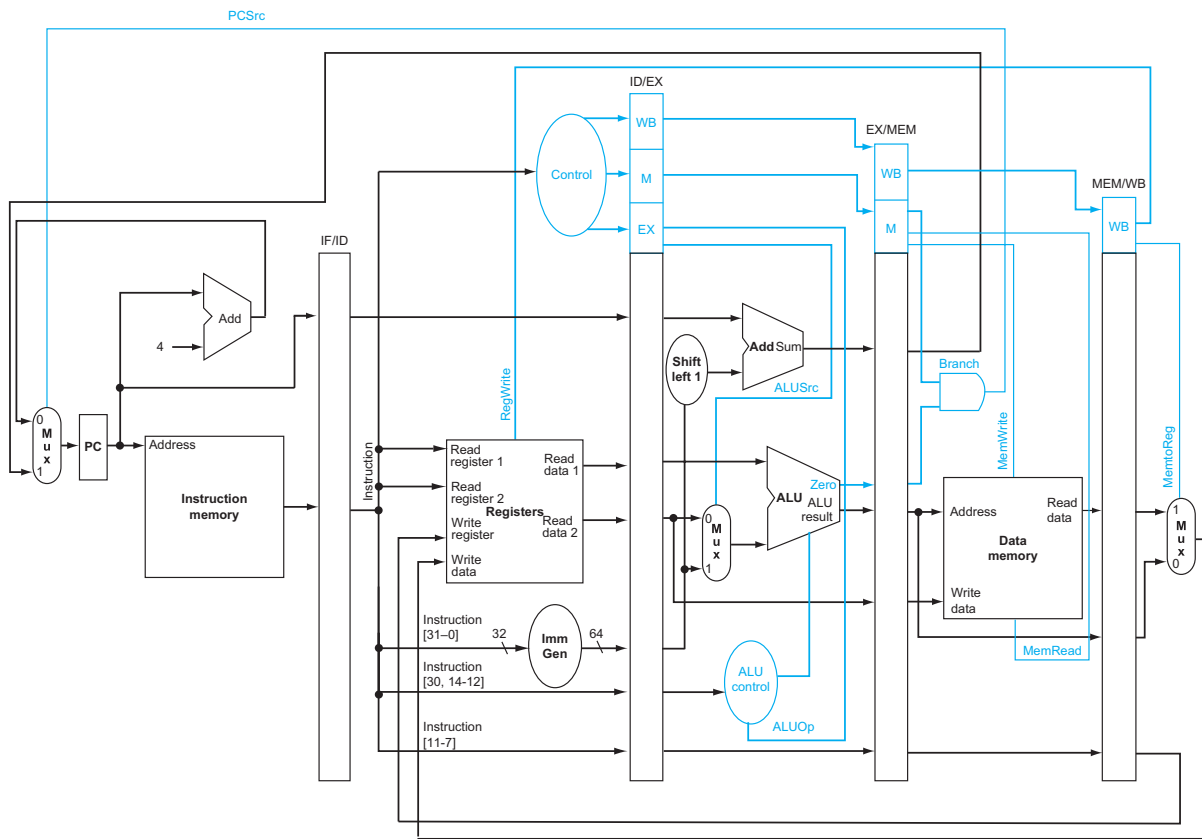 PCSrc
ID/EX
WB
EX/MEM
Control
M
WB
MEM/WB
EX
M
WB
IF/ID
Add
4
Add Sum
Shift
left 1
Branch
ALUSrc
RegWrite
MemWrite
MemtoReg
0
M
u
x
1
PC
Address
Instruction
memory
Instruction
Read
register 1
Read
register 2
Write
register
Write
data
Registers
Read
data 1
Read
data 2
0
M
u
x
1
Zero
ALU
ALU
result
Address
Read
data
Data
memory
Write
data
1
M
u
x
0
Instruction
[31–0]
32
Imm
Gen
64
MemRead
Instruction
[30, 14-12]
ALU
control
Instruction
[11-7]
ALUOp